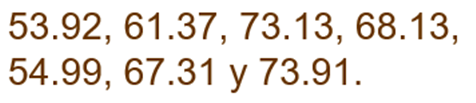 53.92, 61.37, 73.13, 68.13,
54.99, 67.31 y 73.91.